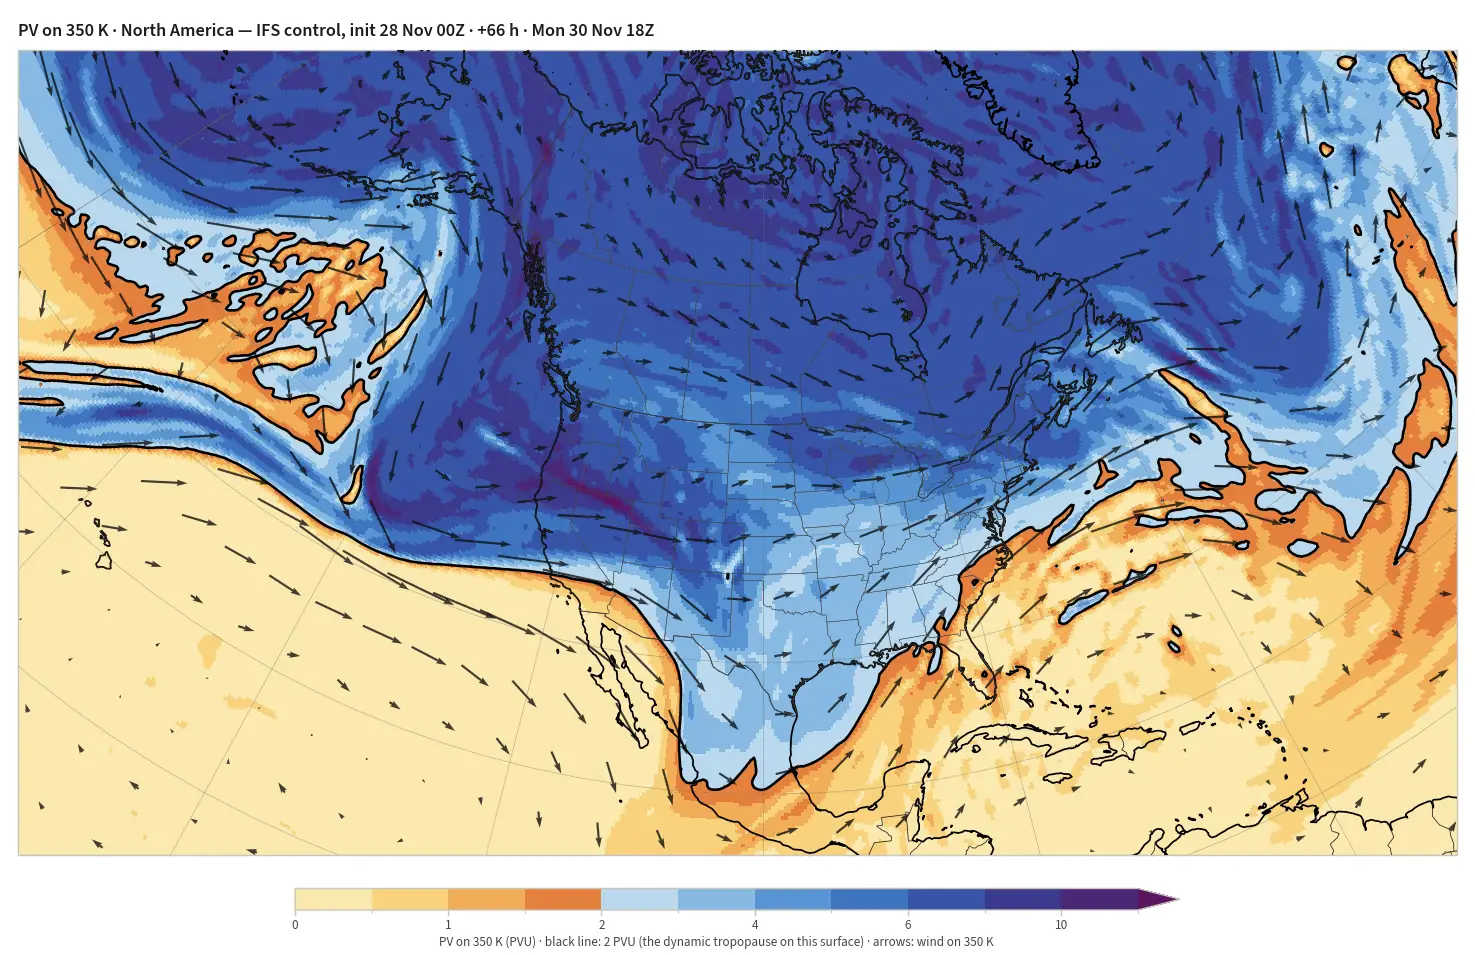 PV on 350 K · North America — IFS control, init 28 Nov 00Z · +66 h · Mon 30 Nov 18Z
0 1 2 4 6 10
PV on 350 K (PVU) · black line: 2 PVU (the dynamic tropopause on this surface) · arrows: wind on 350 K